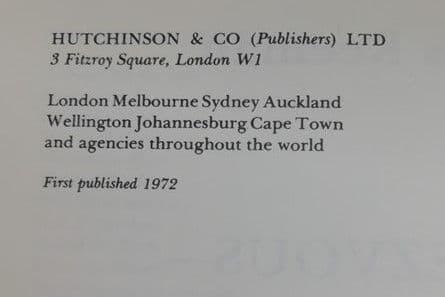 HUTCHINSON & CO (Publishers) LTD
3 Fitzroy Square, London W1
London Melbourne Sydney Auckland
Wellington Johannesburg Cape Town
and agencies throughout the world
First published 1972